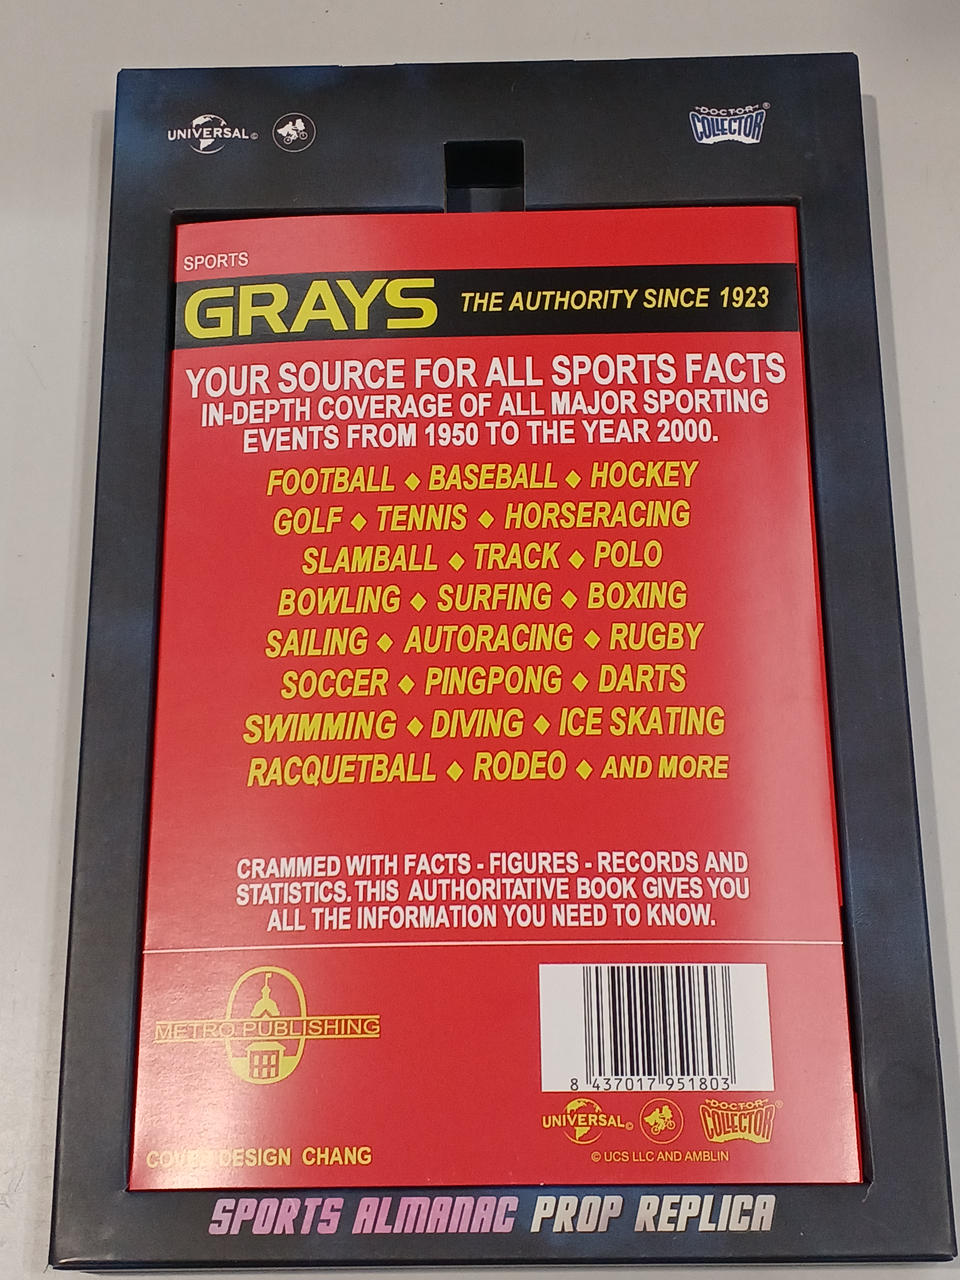 UNIVERSAL
DOCTOR
COLLECTOR
SPORTS
GRAYS THE AUTHORITY SINCE 1923
YOUR SOURCE FOR ALL SPORTS FACTS
IN-DEPTH COVERAGE OF ALL MAJOR SPORTING
EVENTS FROM 1950 TO THE YEAR 2000.
FOOTBALL ◆ BASEBALL ◆ HOCKEY
GOLF ◆ TENNIS ◆ HORSERACING
SLAMBALL ◆ TRACK ◆ POLO
BOWLING ◆ SURFING ◆ BOXING
SAILING ◆ AUTORACING ◆ RUGBY
SOCCER ◆ PINGPONG ◆ DARTS
SWIMMING ◆ DIVING ◆ ICE SKATING
RACQUETBALL ◆ RODEO ◆ AND MORE
CRAMMED WITH FACTS - FIGURES - RECORDS AND
STATISTICS. THIS AUTHORITATIVE BOOK GIVES YOU
ALL THE INFORMATION YOU NEED TO KNOW.
METRO PUBLISHING
8 437017 951803
UNIVERSAL
DOCTOR
COLLECTOR
© UCS LLC AND AMBLIN
COVER DESIGN CHANG
SPORTS ALMANAC PROP REPLICA